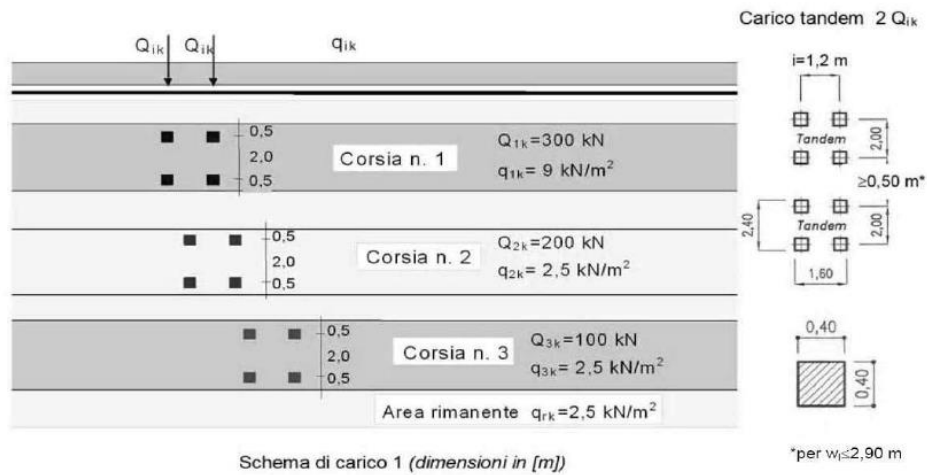 Carico tandem 2 Qik
Qik Qik qik
i=1,2 m
0,5
2,0
0,5
Corsia n. 1
Q1k=300 kN
q1k= 9 kN/m²
Tandem
2,00
≥0,50 m*
0,5
2,0
0,5
Corsia n. 2
Q2k=200 kN
q2k= 2,5 kN/m²
2,40
Tandem
2,00
1,60
0,5
2,0
0,5
Corsia n. 3
Q3k=100 kN
q3k= 2,5 kN/m²
0,40
0,40
Area rimanente qrk=2,5 kN/m²
Schema di carico 1 (dimensioni in [m])
*per wl≤2,90 m